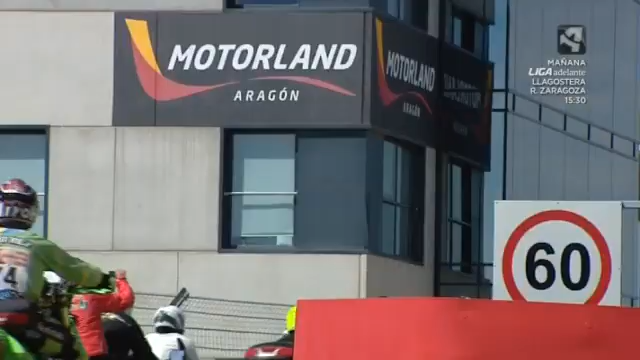 MOTORLAND
ARAGÓN
MOTORLAND
ARAGÓN
MAÑANA
LIGA adelante
LLAGOSTERA
R. ZARAGOZA
15:30
60